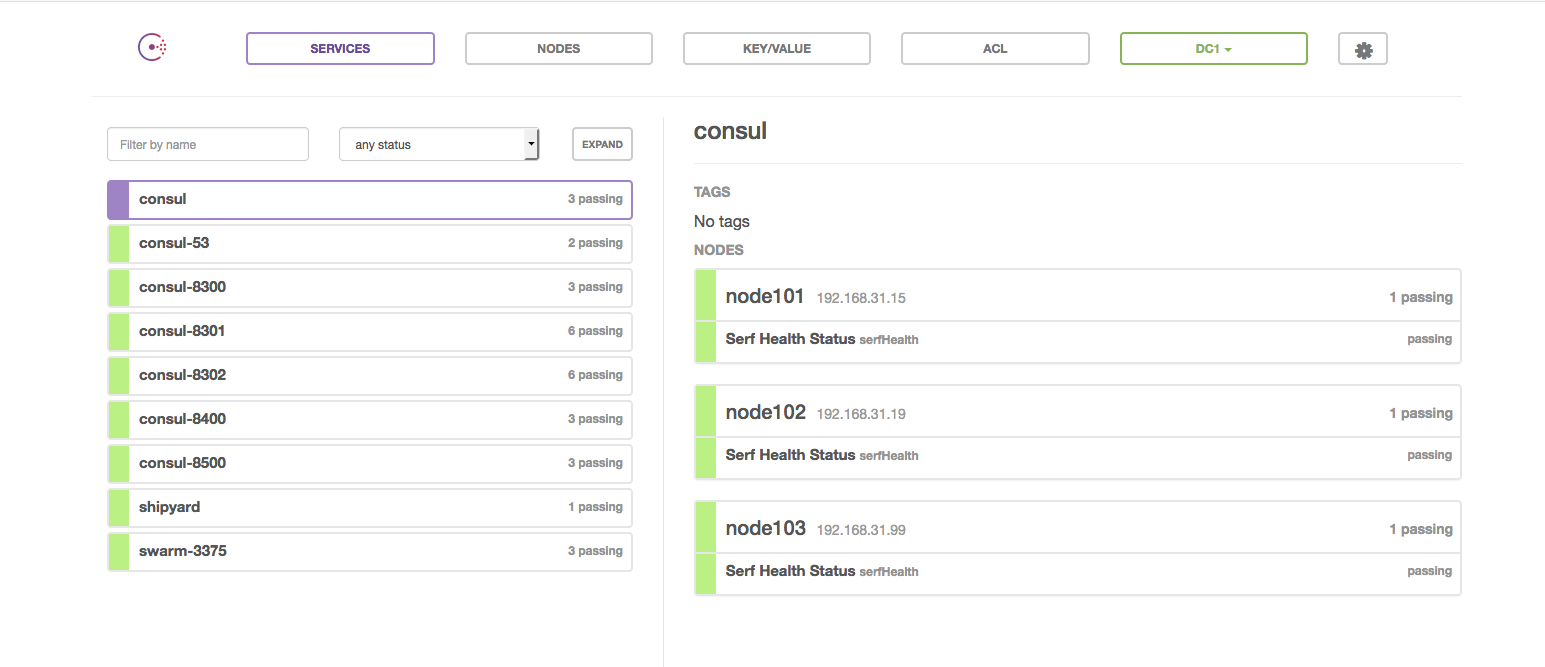 SERVICES NODES KEY/VALUE ACL DC1
Filter by name any status EXPAND
consul 3 passing
consul-53 2 passing
consul-8300 3 passing
consul-8301 6 passing
consul-8302 6 passing
consul-8400 3 passing
consul-8500 3 passing
shipyard 1 passing
swarm-3375 3 passing
consul
TAGS
No tags
NODES
node101 192.168.31.15 1 passing
Serf Health Status serfHealth passing
node102 192.168.31.19 1 passing
Serf Health Status serfHealth passing
node103 192.168.31.99 1 passing
Serf Health Status serfHealth passing